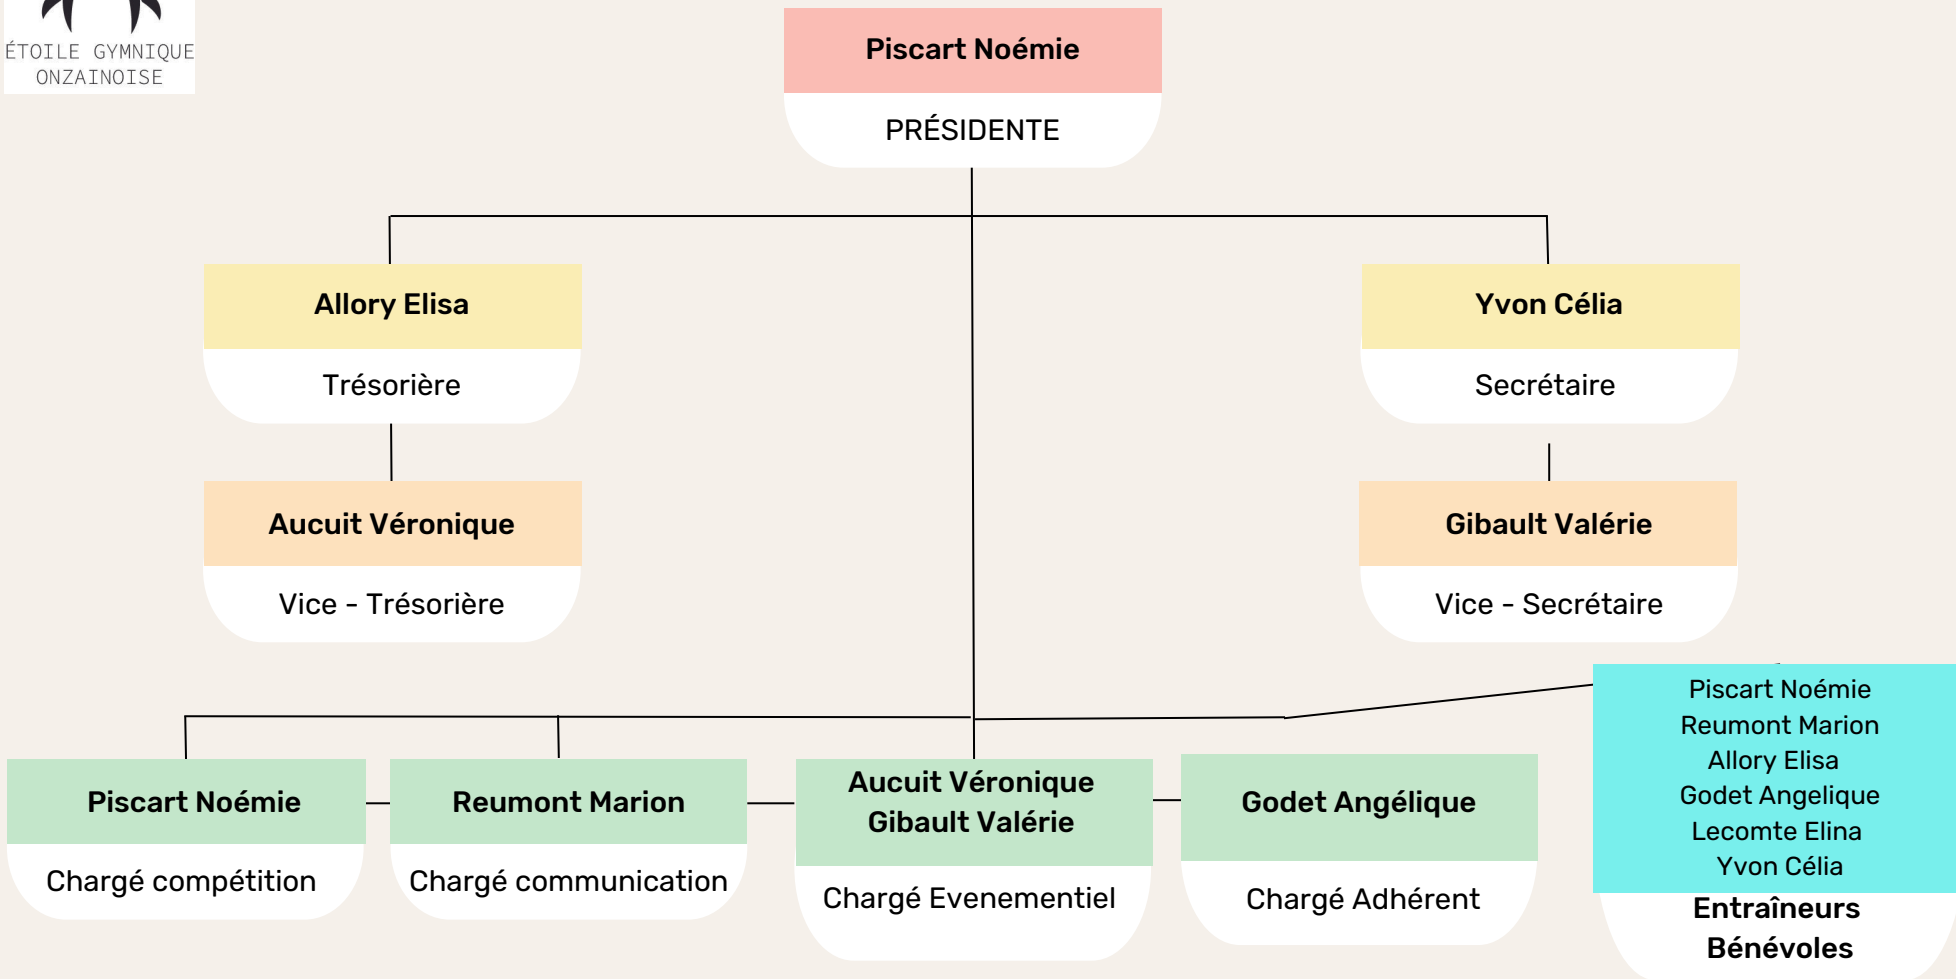 ÉTOILE GYMNIQUE
ONZAINOISE
Piscart Noémie
PRÉSIDENTE
Allory Elisa
Trésorière
Yvon Célia
Secrétaire
Aucuit Véronique
Vice - Trésorière
Gibault Valérie
Vice - Secrétaire
Piscart Noémie
Chargé compétition
Reumont Marion
Chargé communication
Aucuit Véronique
Gibault Valérie
Chargé Evenementiel
Godet Angélique
Chargé Adhérent
Piscart Noémie
Reumont Marion
Allory Elisa
Godet Angelique
Lecomte Elina
Yvon Célia
Entraîneurs
Bénévoles